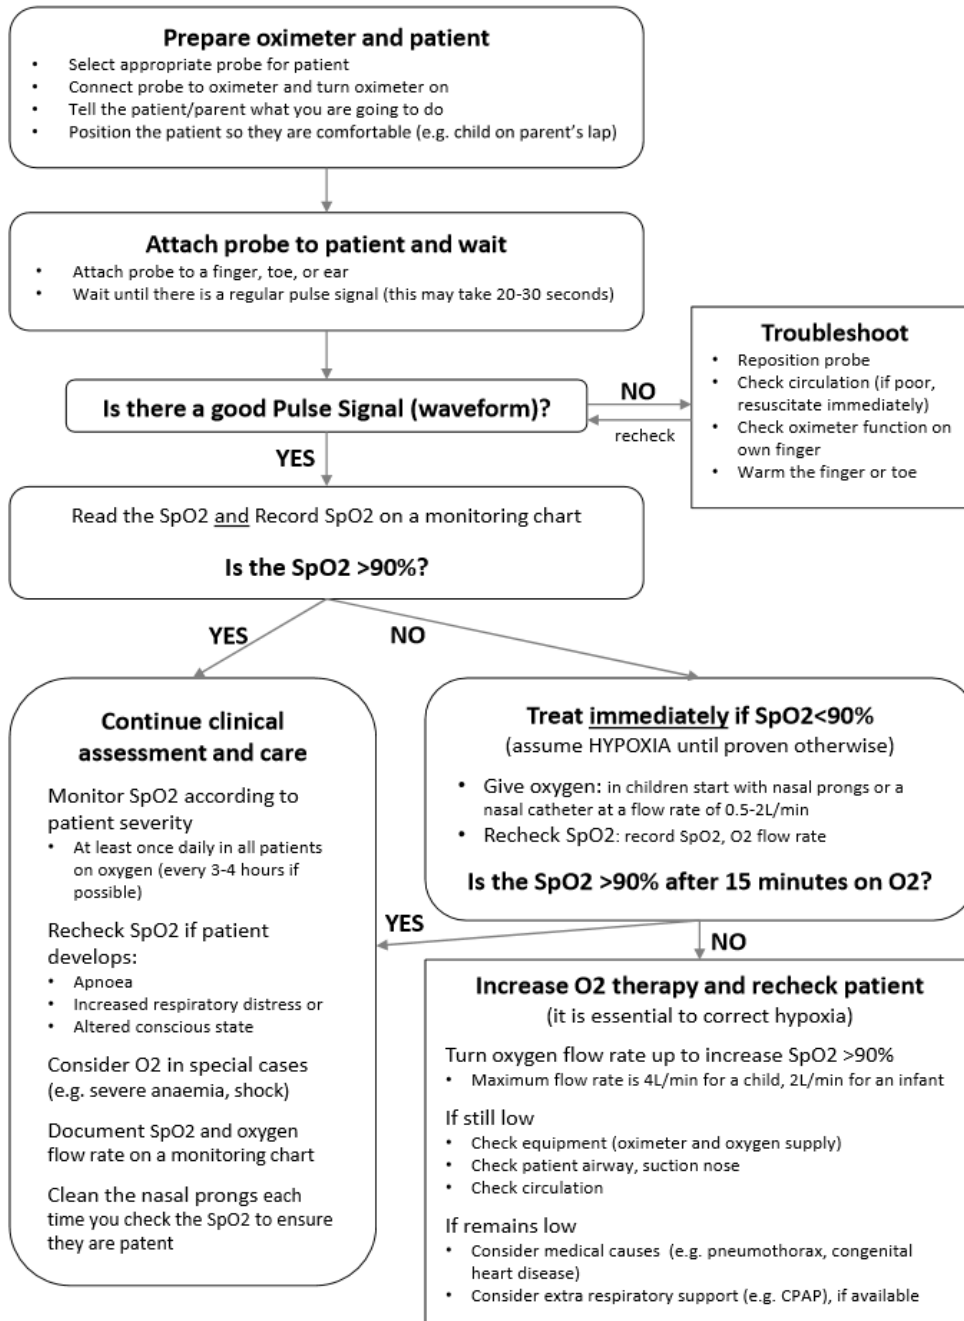 Prepare oximeter and patient
• Select appropriate probe for patient
• Connect probe to oximeter and turn oximeter on
• Tell the patient/parent what you are going to do
• Position the patient so they are comfortable (e.g. child on parent's lap)
Attach probe to patient and wait
• Attach probe to a finger, toe, or ear
• Wait until there is a regular pulse signal (this may take 20-30 seconds)
Is there a good Pulse Signal (waveform)?
NO
recheck
Troubleshoot
• Reposition probe
• Check circulation (if poor,
resuscitate immediately)
• Check oximeter function on
own finger
• Warm the finger or toe
YES
Read the SpO2 and Record SpO2 on a monitoring chart
Is the SpO2 >90%?
YES
NO
Continue clinical
assessment and care
Monitor SpO2 according to
patient severity
• At least once daily in all patients
on oxygen (every 3-4 hours if
possible)
Recheck SpO2 if patient
develops:
• Apnoea
• Increased respiratory distress or
• Altered conscious state
Consider O2 in special cases
(e.g. severe anaemia, shock)
Document SpO2 and oxygen
flow rate on a monitoring chart
Clean the nasal prongs each
time you check the SpO2 to ensure
they are patent
Treat immediately if SpO2<90%
(assume HYPOXIA until proven otherwise)
• Give oxygen: in children start with nasal prongs or a
nasal catheter at a flow rate of 0.5-2L/min
• Recheck SpO2: record SpO2, O2 flow rate
Is the SpO2 >90% after 15 minutes on O2?
YES
NO
Increase O2 therapy and recheck patient
(it is essential to correct hypoxia)
Turn oxygen flow rate up to increase SpO2 >90%
• Maximum flow rate is 4L/min for a child, 2L/min for an infant
If still low
• Check equipment (oximeter and oxygen supply)
• Check patient airway, suction nose
• Check circulation
If remains low
• Consider medical causes (e.g. pneumothorax, congenital
heart disease)
• Consider extra respiratory support (e.g. CPAP), if available